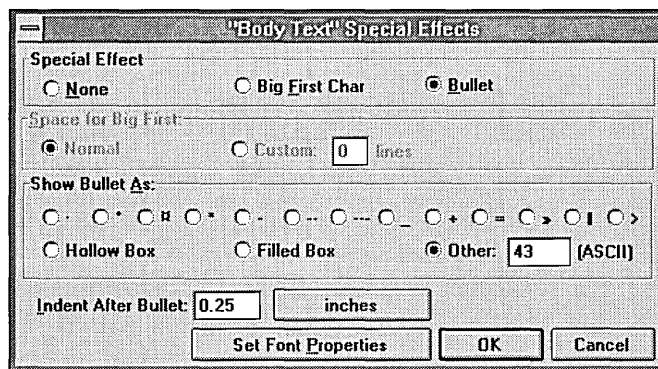 "Body Text" Special Effects
Special Effect
None Big First Char Bullet
Space for Big First:
Normal Custom: 0 lines
Show Bullet As:
· • ¤ * - -- --- _ + = » ▮ >
Hollow Box Filled Box Other: 43 (ASCII)
Indent After Bullet: 0.25 inches
Set Font Properties OK Cancel